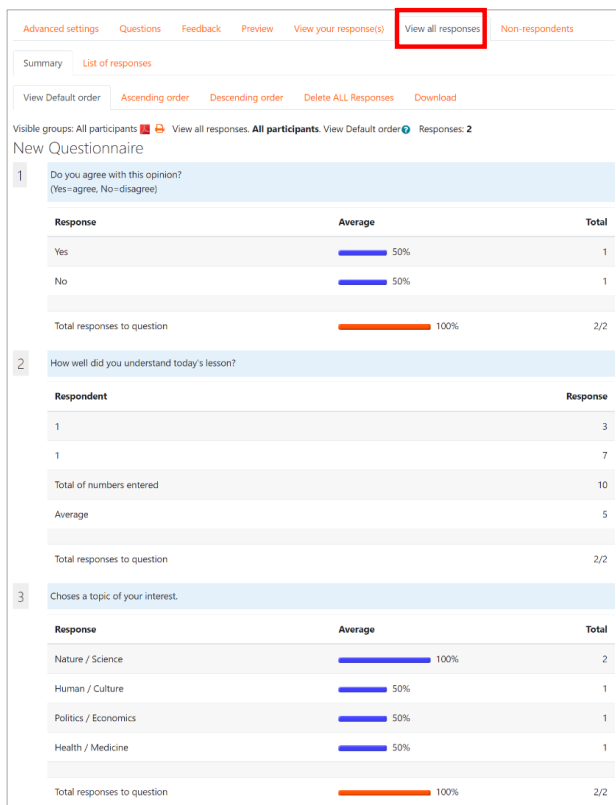 Advanced settings Questions Feedback Preview View your response(s) View all responses Non-respondents
Summary List of responses
View Default order Ascending order Descending order Delete ALL Responses Download
Visible groups: All participants View all responses. All participants. View Default order Responses: 2
New Questionnaire
1 Do you agree with this opinion?
(Yes=agree, No=disagree)
Response Average Total
Yes 50% 1
No 50% 1
Total responses to question 100% 2/2
2 How well did you understand today's lesson?
Respondent Response
1 3
1 7
Total of numbers entered 10
Average 5
Total responses to question 2/2
3 Choses a topic of your interest.
Response Average Total
Nature / Science 100% 2
Human / Culture 50% 1
Politics / Economics 50% 1
Health / Medicine 50% 1
Total responses to question 100% 2/2